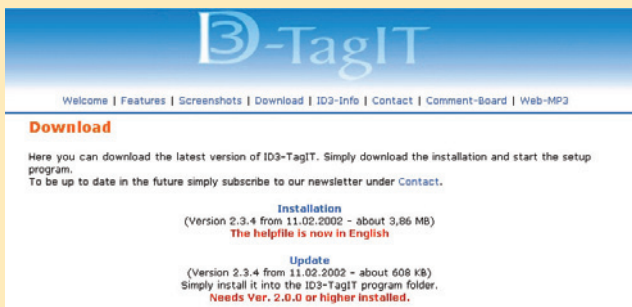 ID3-TagIT
Welcome | Features | Screenshots | Download | ID3-Info | Contact | Comment-Board | Web-MP3
Download
Here you can download the latest version of ID3-TagIT. Simply download the installation and start the setup
program.
To be up to date in the future simply subscribe to our newsletter under Contact.
Installation
(Version 2.3.4 from 11.02.2002 - about 3,86 MB)
The helpfile is now in English
Update
(Version 2.3.4 from 11.02.2002 - about 608 KB)
Simply install it into the ID3-TagIT program folder.
Needs Ver. 2.0.0 or higher installed.